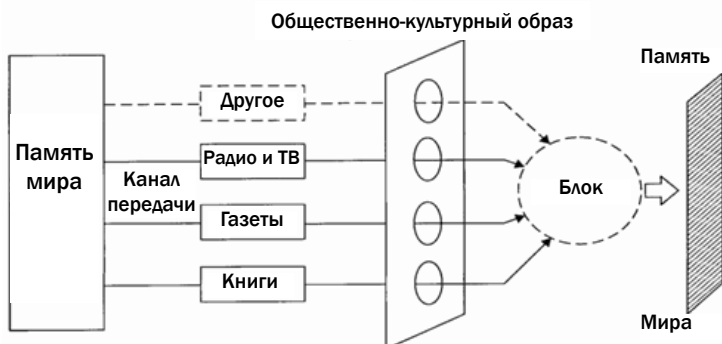 Общественно-культурный образ
Память
Другое
Память
мира
Радио и ТВ
Канал
передачи
Газеты
Книги
Блок
Мира